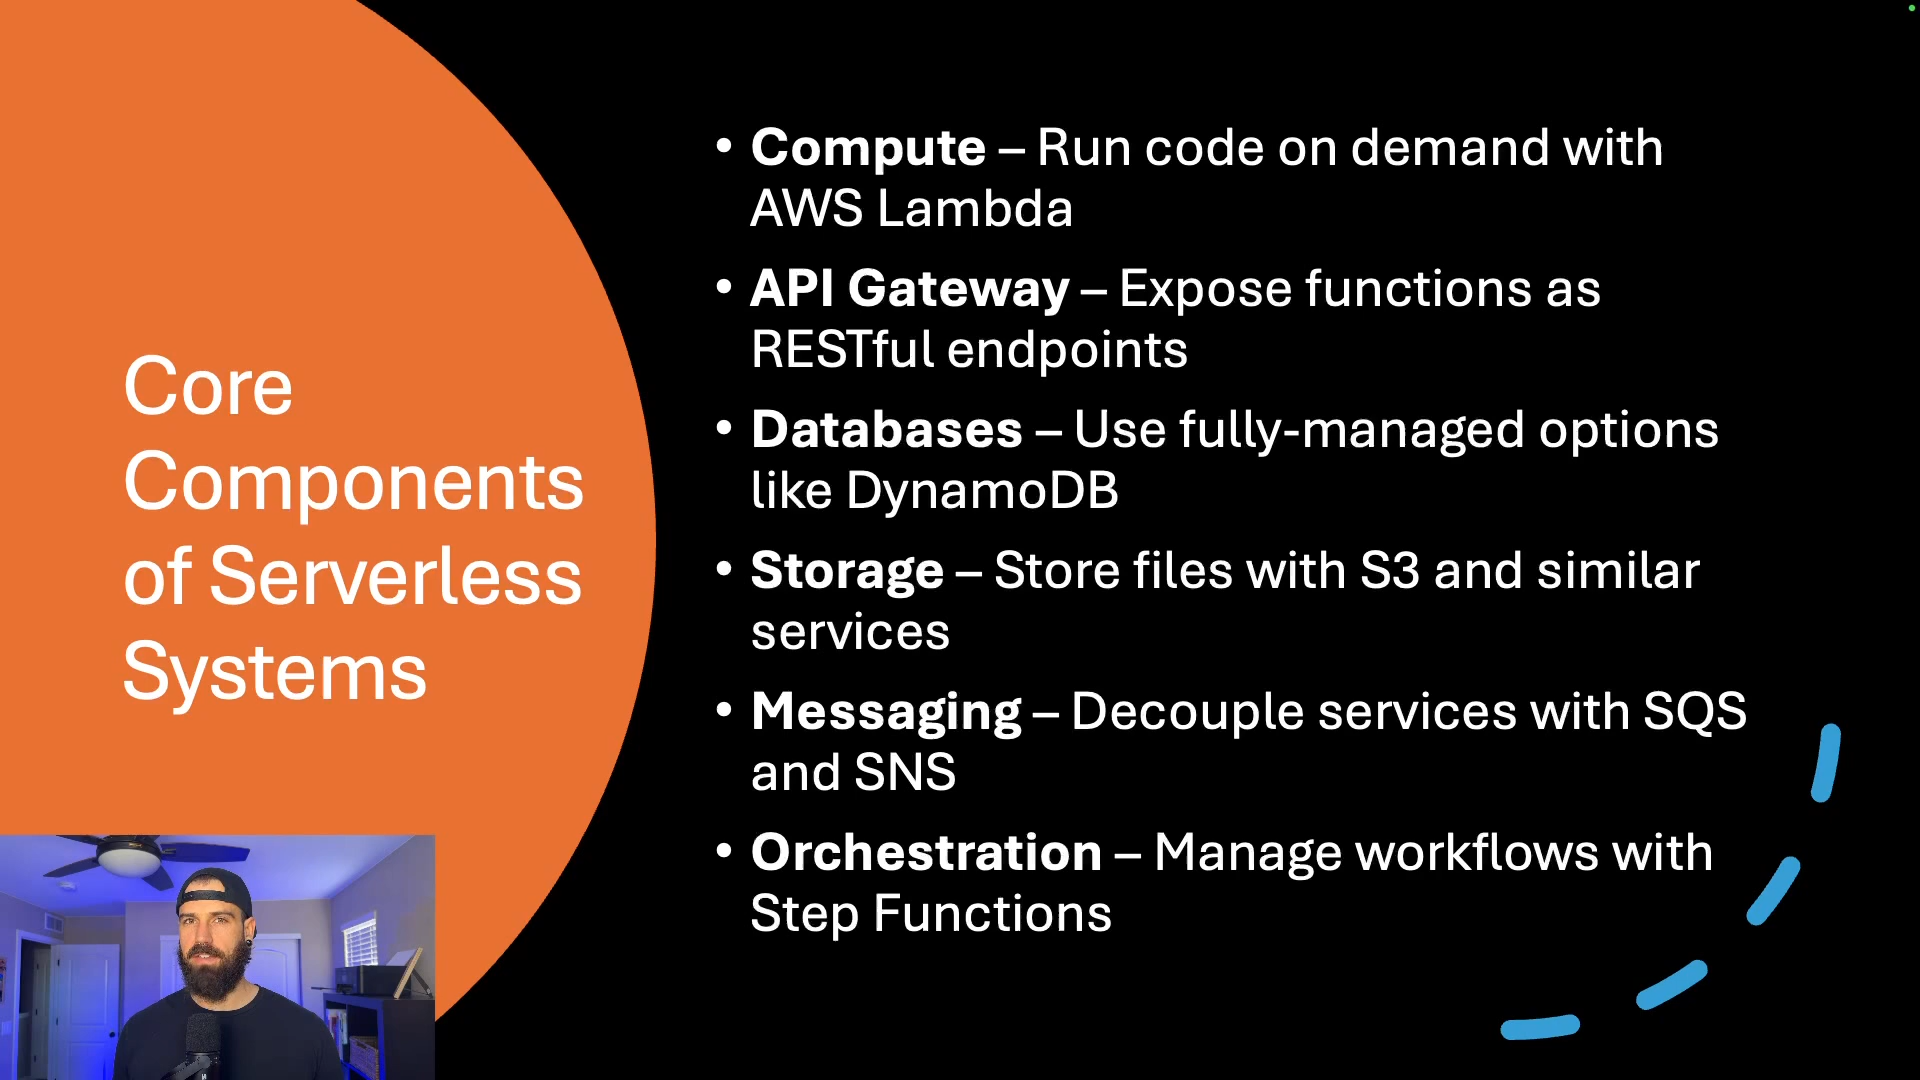 Core
Components
of Serverless
Systems
• Compute – Run code on demand with
AWS Lambda
• API Gateway – Expose functions as
RESTful endpoints
• Databases – Use fully-managed options
like DynamoDB
• Storage – Store files with S3 and similar
services
• Messaging – Decouple services with SQS
and SNS
• Orchestration – Manage workflows with
Step Functions